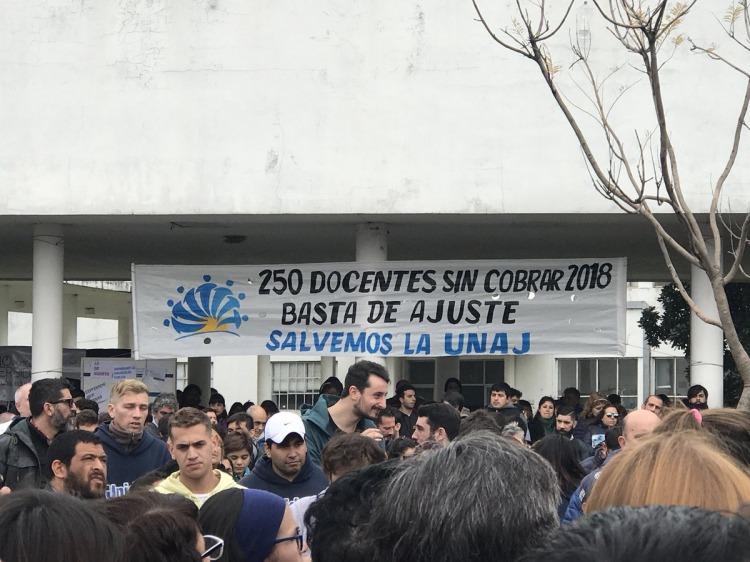 250 DOCENTES SIN COBRAR 2018
BASTA DE AJUSTE
SALVEMOS LA UNAJ